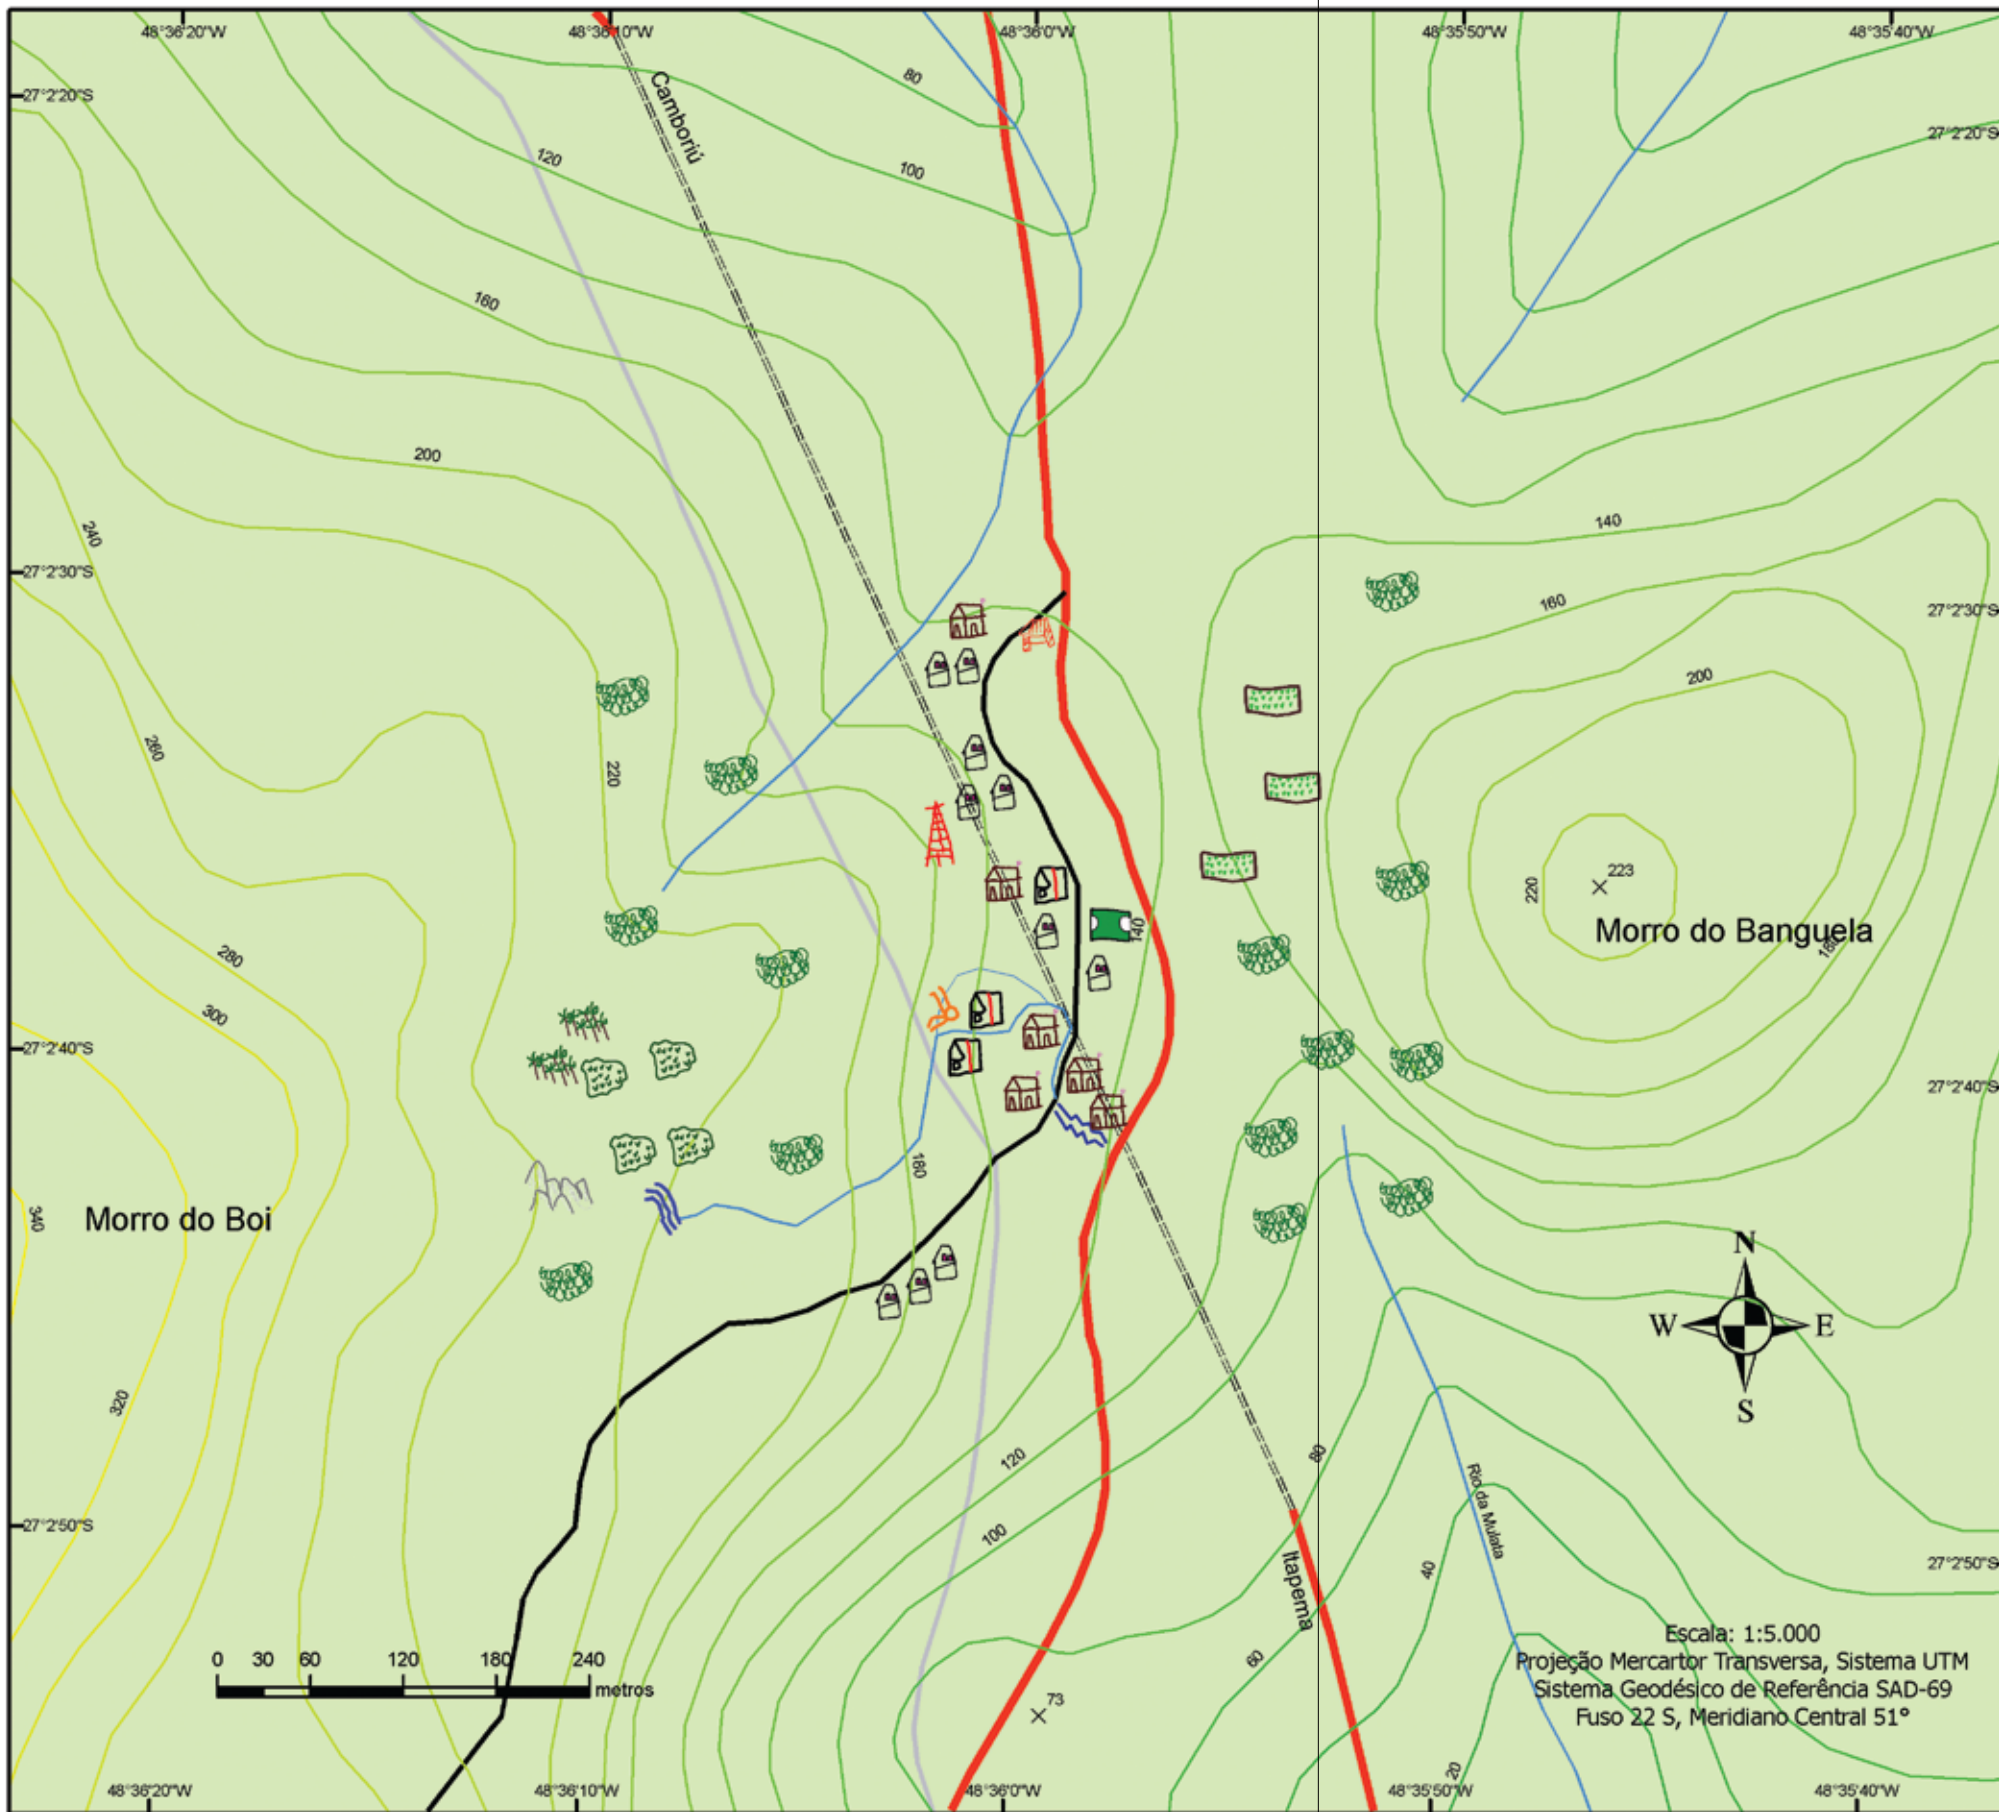 48°36'20"W
48°36'10"W
48°36'0"W
48°35'50"W
48°35'40"W
27°2'20"S
27°2'20"S
Camboriú
80
100
120
160
200
240
140
27°2'30"S
27°2'30"S
160
200
260
220
223
220
Morro do Banguela
180
140
280
300
27°2'40"S
27°2'40"S
180
340
Morro do Boi
N
W
E
S
320
120
80
Rio da Mulata
100
27°2'50"S
27°2'50"S
40
Itapema
60
20
73
0 30 60 120 180 240
metros
Escala: 1:5.000
Projeção Mercartor Transversa, Sistema UTM
Sistema Geodésico de Referência SAD-69
Fuso 22 S, Meridiano Central 51°
48°36'20"W
48°36'10"W
48°36'0"W
48°35'50"W
48°35'40"W